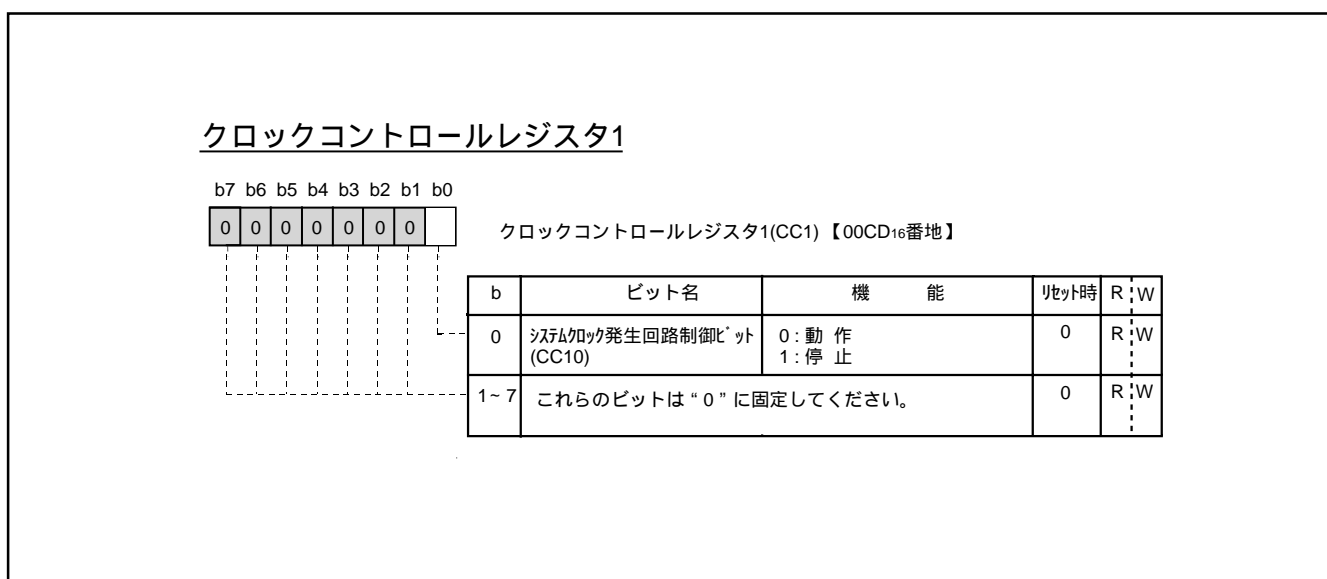 クロックコントロールレジスタ1
b7 b6 b5 b4 b3 b2 b1 b0
0 0 0 0 0 0 0
クロックコントロールレジスタ1(CC1)【00CD16番地】
b ビット名 機 能 ﾘｾｯﾄ時 R W
0 ｼｽﾃﾑｸﾛｯｸ発生回路制御ﾋﾞｯﾄ 0 : 動 作 0 R W
(CC10) 1 : 停 止
1~ 7 これらのビットは “ 0 ” に固定してください。 0 R W